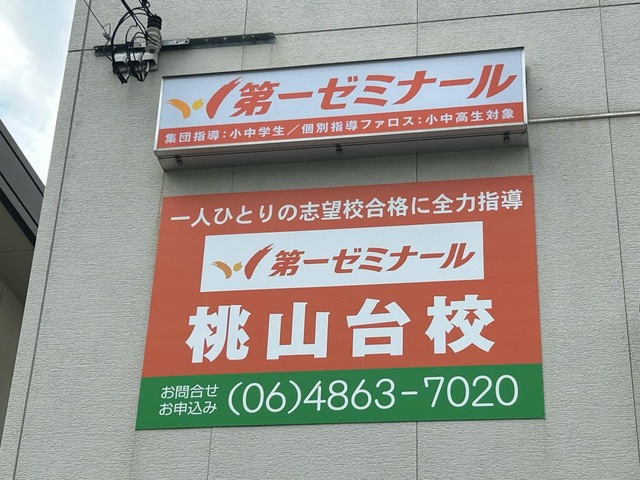 第一ゼミナール
集団指導:小中学生/個別指導ファロス:小中高生対象
一人ひとりの志望校合格に全力指導
第一ゼミナール
桃山台校
お問合せ
お申込み
(06)4863-7020